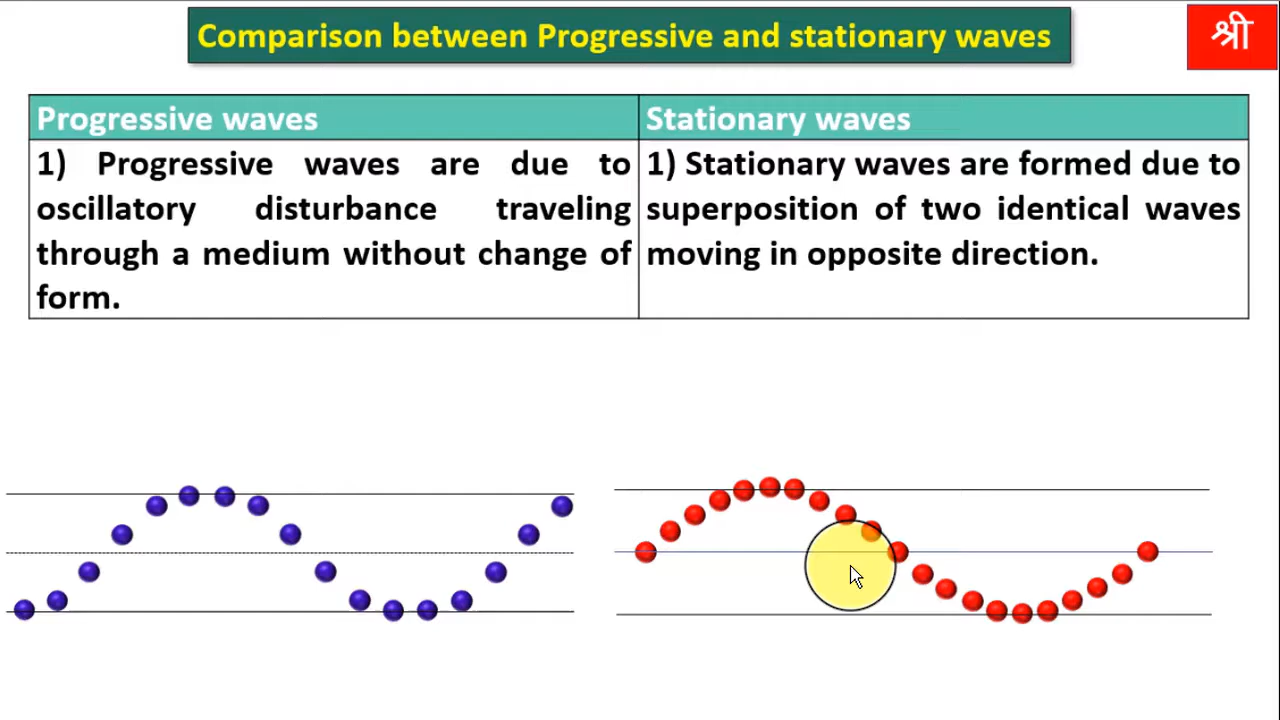 Comparison between Progressive and stationary waves
श्री
Progressive waves
Stationary waves
1) Progressive waves are due to
oscillatory disturbance traveling
through a medium without change of
form.
1) Stationary waves are formed due to
superposition of two identical waves
moving in opposite direction.